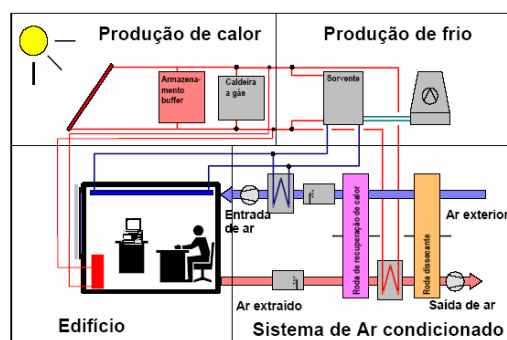 Produção de calor
Produção de frio
Armazena-
mento
buffer
Caldeira
a gás
Sorvente
Entrada
de ar
Roda de recuperação de calor
Roda dissecante
Ar exterior
Ar extraído
Saída de ar
Edifício
Sistema de Ar condicionado